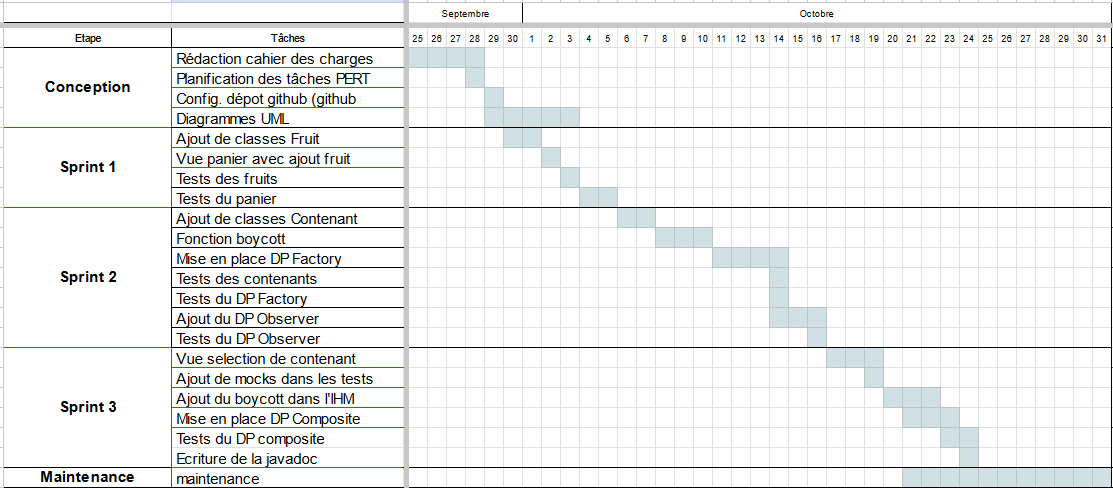 Septembre Octobre
Etape Tâches 25 26 27 28 29 30 1 2 3 4 5 6 7 8 9 10 11 12 13 14 15 16 17 18 19 20 21 22 23 24 25 26 27 28 29 30 31
Conception
Rédaction cahier des charges
Planification des tâches PERT
Config. dépot github (github
Diagrammes UML
Sprint 1
Ajout de classes Fruit
Vue panier avec ajout fruit
Tests des fruits
Tests du panier
Sprint 2
Ajout de classes Contenant
Fonction boycott
Mise en place DP Factory
Tests des contenants
Tests du DP Factory
Ajout du DP Observer
Tests du DP Observer
Sprint 3
Vue selection de contenant
Ajout de mocks dans les tests
Ajout du boycott dans l'IHM
Mise en place DP Composite
Tests du DP composite
Ecriture de la javadoc
Maintenance
maintenance